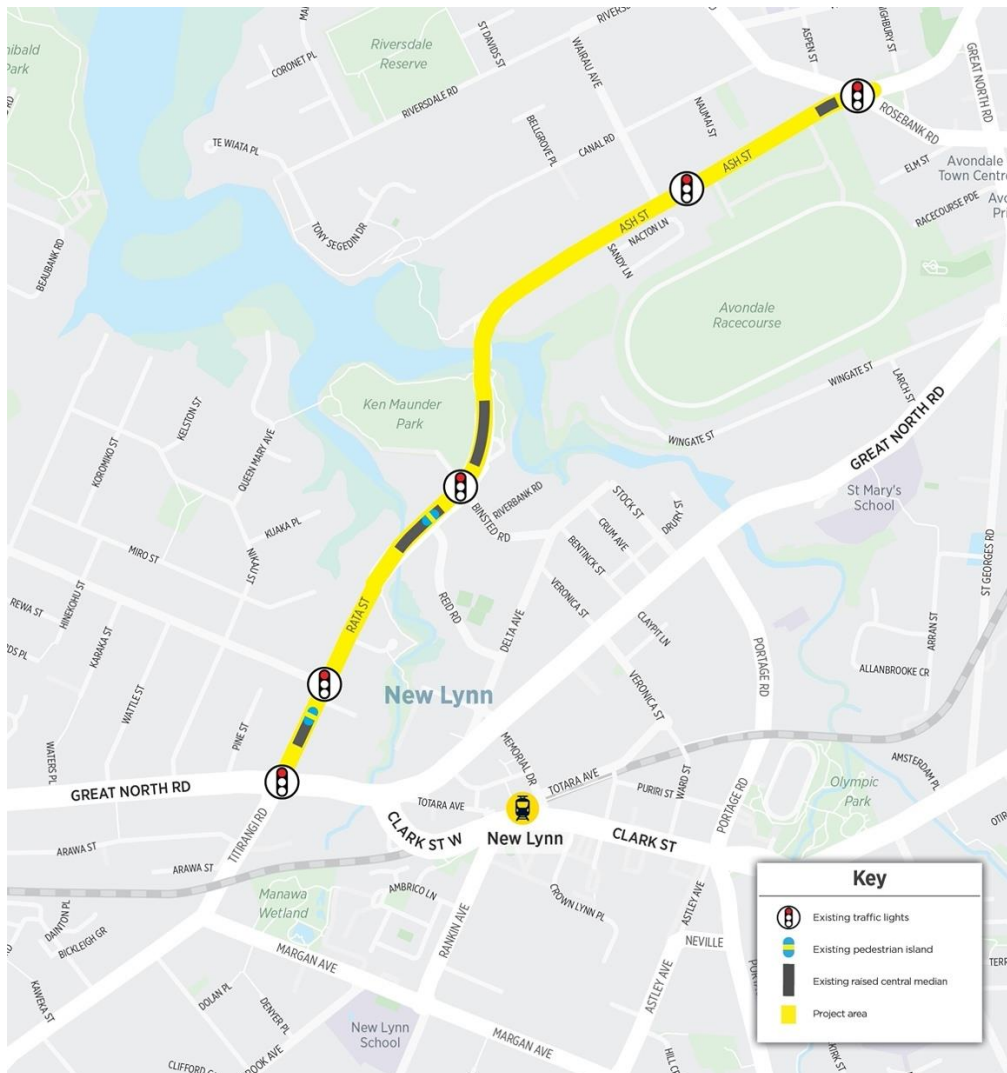 Riversdale
Reserve
ST DAVIDS ST
WAIRAU AVE
ASPEN ST
CORONET PL
RIVERSDALE RD
GREAT NORTH RD
Park
BELLGROVE PL
NAUMAI ST
ROSEBANK RD
TE WIATA PL
CANAL RD
ASH ST
ELM ST
Avondale
Town Centre
RACECOURSE PDE
TONY SEGEDIN DR
ASH ST
NACTON LN
SANDY LN
BEAUBANK RD
Avondale
Racecourse
WINGATE ST
LARCH ST
Ken Maunder
Park
KELSTON ST
QUEEN MARY AVE
KOROMIKO ST
WINGATE ST
GREAT NORTH RD
St Mary's
School
RIVERBANK RD
BINSTED RD
STOCK ST
DRURY ST
CRUM AVE
BENTINCK ST
KUAKA PL
MIRO ST
NIKAU ST
ST GEORGES RD
REWA ST
HINEKOHU ST
KARAKA ST
RATA ST
REID RD
DELTA AVE
VERONICA ST
CLAYPIT LN
ARRAN ST
PORTAGE RD
ALLANBROOKE CR
WATTLE ST
New Lynn
VERONICA ST
PINE ST
WATERS PL
MEMORIAL DR
AMSTERDAM PL
GREAT NORTH RD
TOTARA AVE
TOTARA AVE
PURIRI ST
WARD ST
PORTAGE RD
Olympic
Park
CLARK ST W
New Lynn
CLARK ST
TITIRANGI RD
ARAWA ST
ARAWA ST
Manawa
Wetland
AMBRICO LN
RANKIN AVE
CROWN LYNN PL
ASTLEY AVE
DAINTON PL
BICKLEIGH GR
MARGAN AVE
NEVILLE
ASTLEY AVE
KAWEKA ST
DOLAN PL
DENYER PL
New Lynn
School
MARGAN AVE
Key
Existing traffic lights
Existing pedestrian island
Existing raised central median
Project area